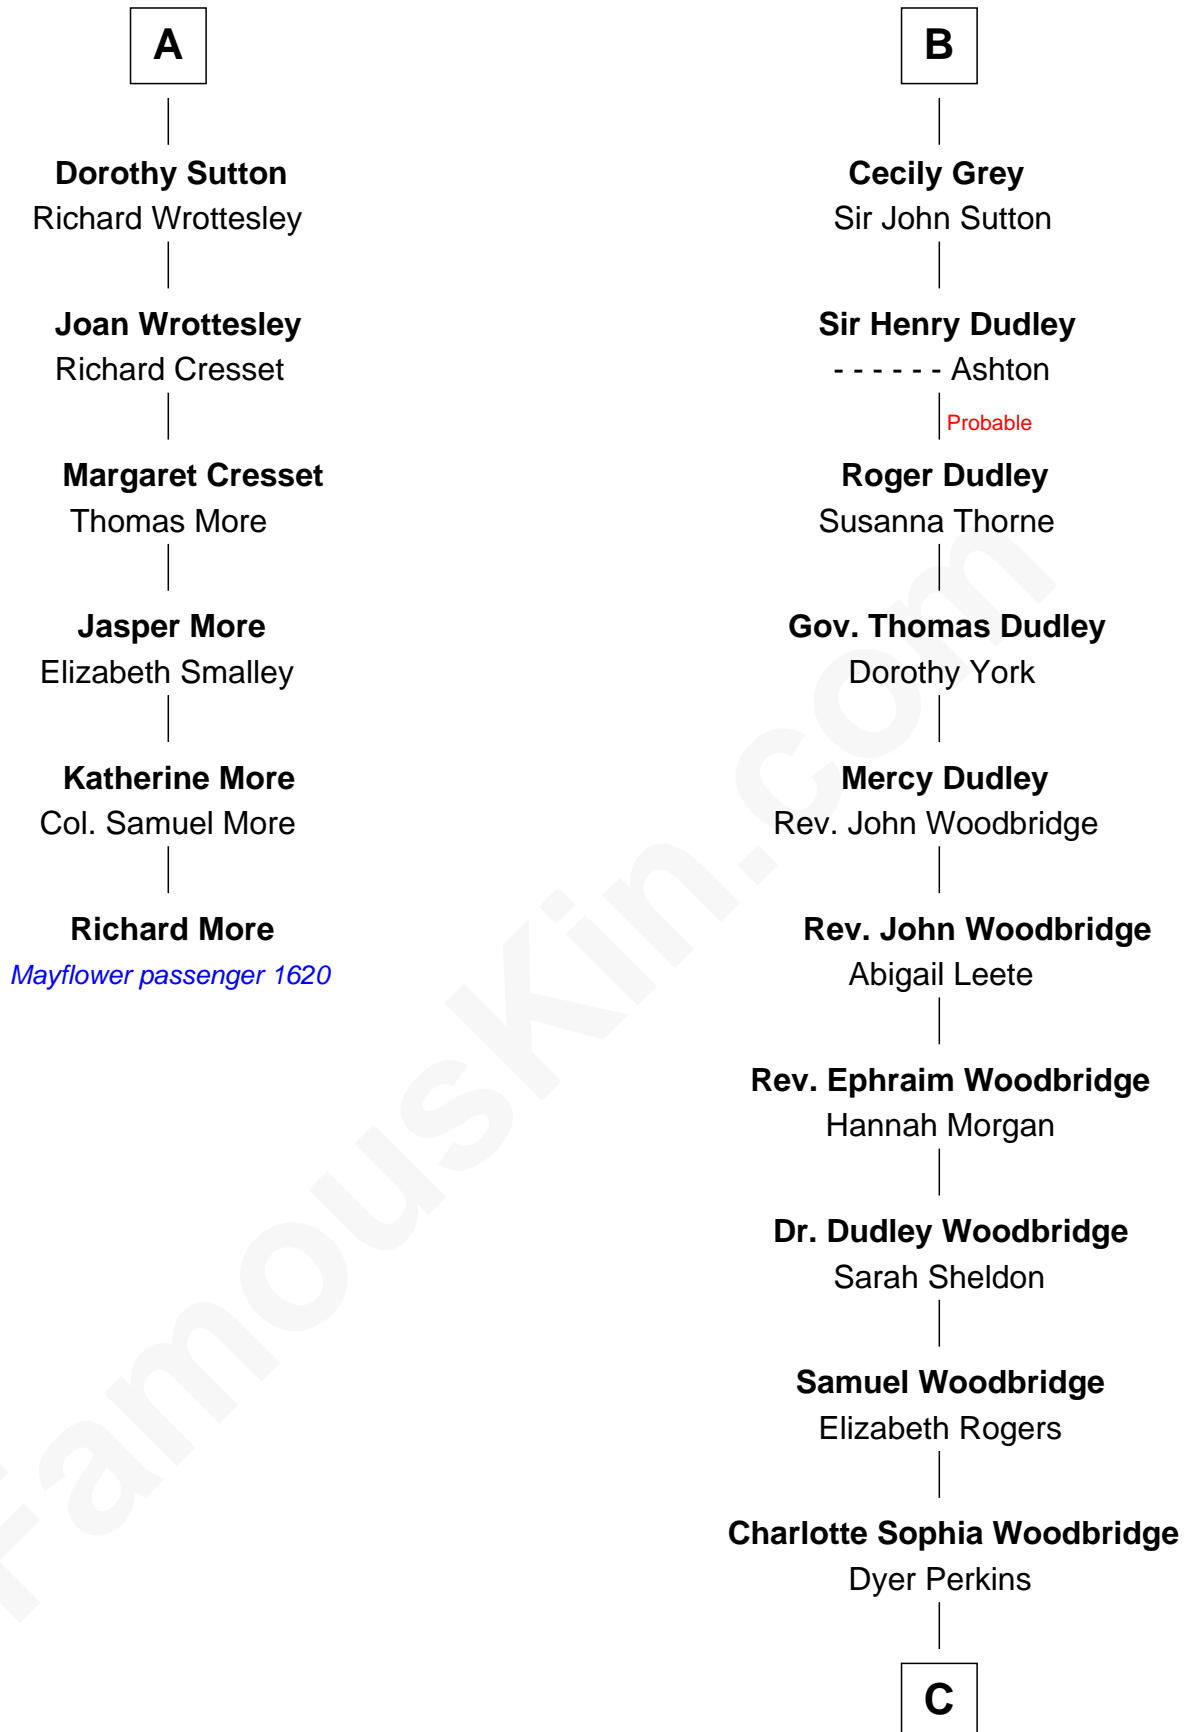 A
Dorothy Sutton
Richard Wrottesley
Joan Wrottesley
Richard Cresset
Margaret Cresset
Thomas More
Jasper More
Elizabeth Smalley
Katherine More
Col. Samuel More
Richard More
Mayflower passenger 1620
B
Cecily Grey
Sir John Sutton
Sir Henry Dudley
- - - - - - Ashton
Probable
Roger Dudley
Susanna Thorne
Gov. Thomas Dudley
Dorothy York
Mercy Dudley
Rev. John Woodbridge
Rev. John Woodbridge
Abigail Leete
Rev. Ephraim Woodbridge
Hannah Morgan
Dr. Dudley Woodbridge
Sarah Sheldon
Samuel Woodbridge
Elizabeth Rogers
Charlotte Sophia Woodbridge
Dyer Perkins
C
FamousKin.com